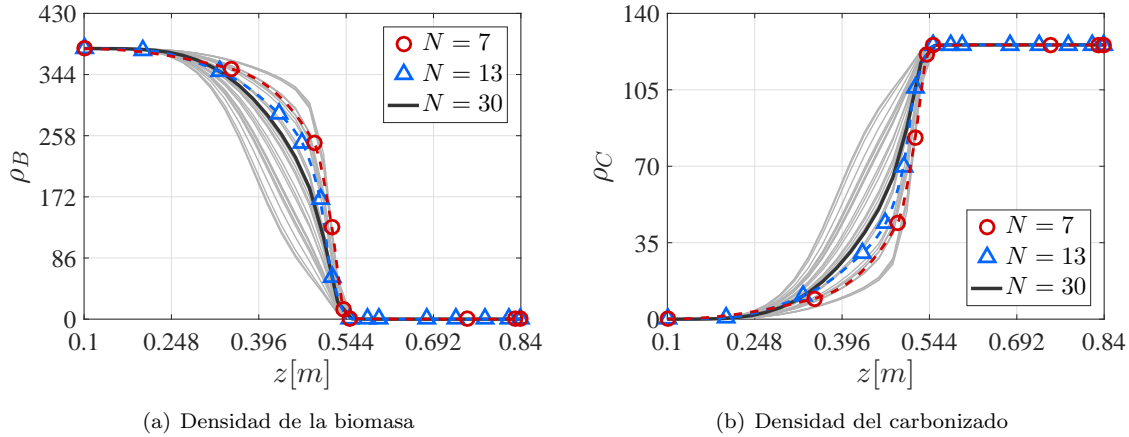 430
344
258
172
86
0
ρB
N = 7
N = 13
N = 30
0.1 0.248 0.396 0.544 0.692 0.84
z[m]
(a) Densidad de la biomasa
140
105
70
35
0
ρC
N = 7
N = 13
N = 30
0.1 0.248 0.396 0.544 0.692 0.84
z[m]
(b) Densidad del carbonizado